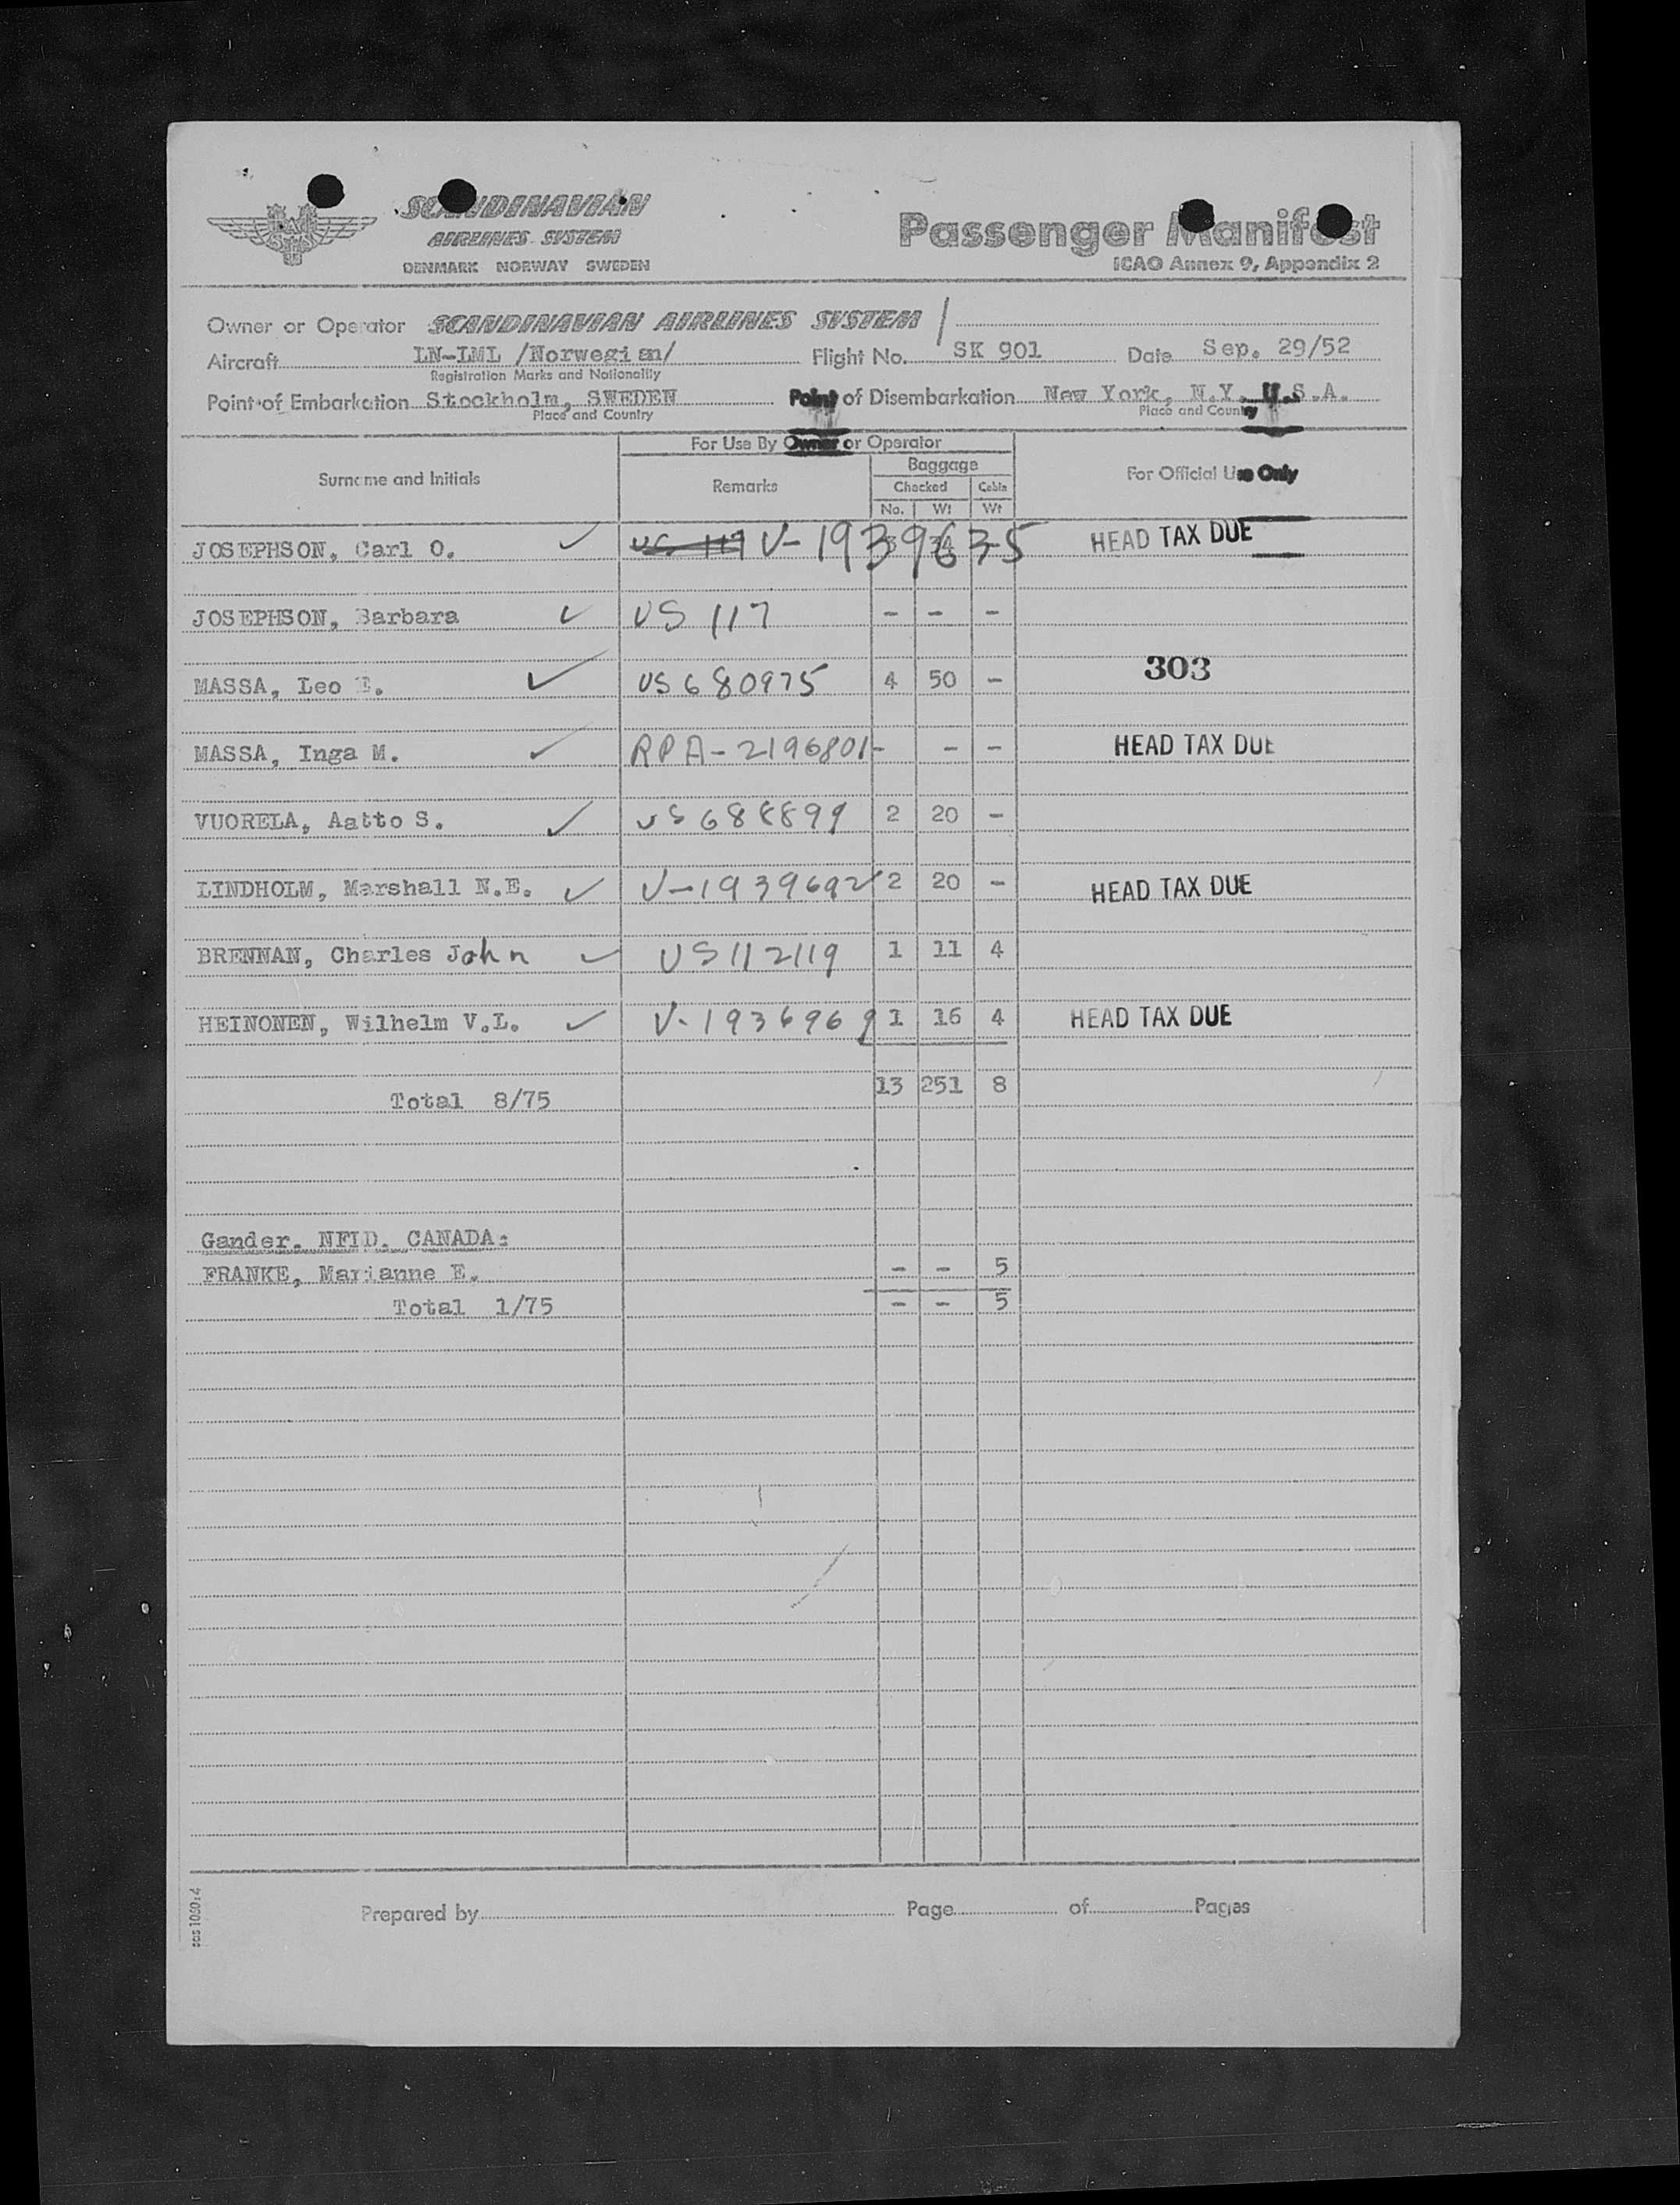 SCANDINAVIAN
AIRLINES SYSTEM
DENMARK NORWAY SWEDEN
Passenger Manifest
ICAO Annex 9, Appendix 2
Owner or Operator SCANDINAVIAN AIRLINES SYSTEM /
Aircraft LN-LML /Norwegian/ Flight No. SK 901 Date Sep. 29/52
Registration Marks and Nationality
Point of Embarkation Stockholm, SWEDEN Point of Disembarkation New York, N.Y. U.S.A.
Place and Country Place and Country
For Use By Owner or Operator
Surname and Initials Remarks Baggage For Official Use Only
Checked Cabin
No. Wt Wt
JOSEPHSON, Carl O. ✓ US 117 V-1939635 HEAD TAX DUE
JOSEPHSON, Barbara ✓ US 117 - - -
303
MASSA, Leo E. ✓ US 680975 4 50 -
MASSA, Inga M. ✓ RPA-2196801 - - - HEAD TAX DUE
VUORELA, Aatto S. ✓ US 688899 2 20 -
LINDHOLM, Marshall N.E. ✓ V-1939692 2 20 - HEAD TAX DUE
BRENNAN, Charles John ✓ US 112119 1 11 4
HEINONEN, Wilhelm V.L. ✓ V-1936969 1 16 4 HEAD TAX DUE
Total 8/75 13 251 8
Gander. NFLD. CANADA:
FRANKE, Marianne E. - - 5
Total 1/75 - - 5
Prepared by Page of Pages
sas 1060:4